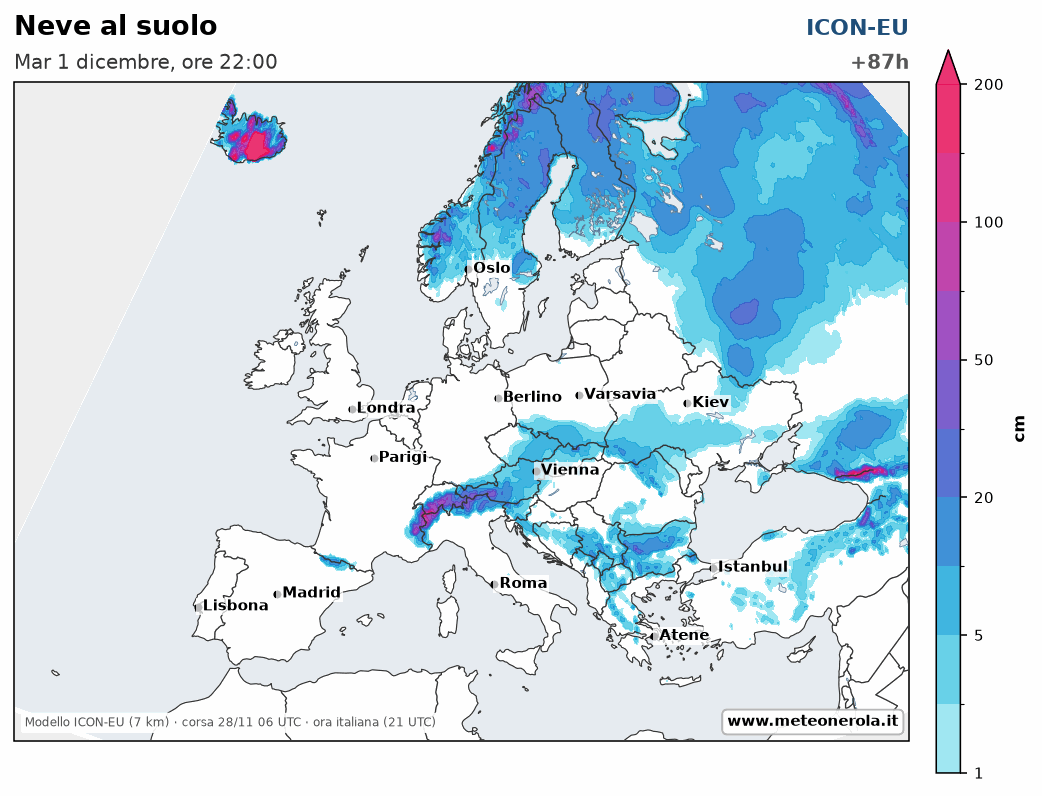 Neve al suolo
ICON-EU
Mar 1 dicembre, ore 22:00
+87h
200
100
50
20
5
1
cm
Oslo
Londra
Berlino
Varsavia
Kiev
Parigi
Vienna
Istanbul
Roma
Madrid
Lisbona
Atene
Modello ICON-EU (7 km) · corsa 28/11 06 UTC · ora italiana (21 UTC)
www.meteonerola.it